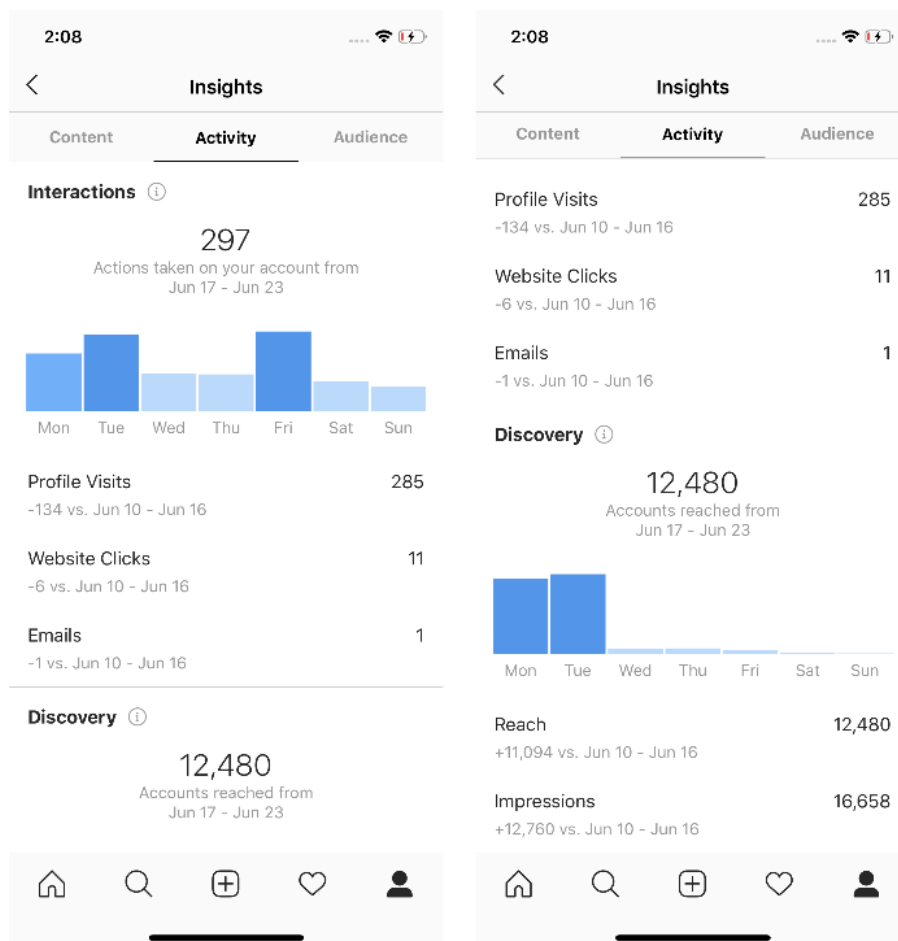 2:08
Insights
Content Activity Audience
Interactions
297
Actions taken on your account from
Jun 17 - Jun 23
Mon Tue Wed Thu Fri Sat Sun
Profile Visits 285
-134 vs. Jun 10 - Jun 16
Website Clicks 11
-6 vs. Jun 10 - Jun 16
Emails 1
-1 vs. Jun 10 - Jun 16
Discovery
12,480
Accounts reached from
Jun 17 - Jun 23
2:08
Insights
Content Activity Audience
Profile Visits 285
-134 vs. Jun 10 - Jun 16
Website Clicks 11
-6 vs. Jun 10 - Jun 16
Emails 1
-1 vs. Jun 10 - Jun 16
Discovery
12,480
Accounts reached from
Jun 17 - Jun 23
Mon Tue Wed Thu Fri Sat Sun
Reach 12,480
+11,094 vs. Jun 10 - Jun 16
Impressions 16,658
+12,760 vs. Jun 10 - Jun 16